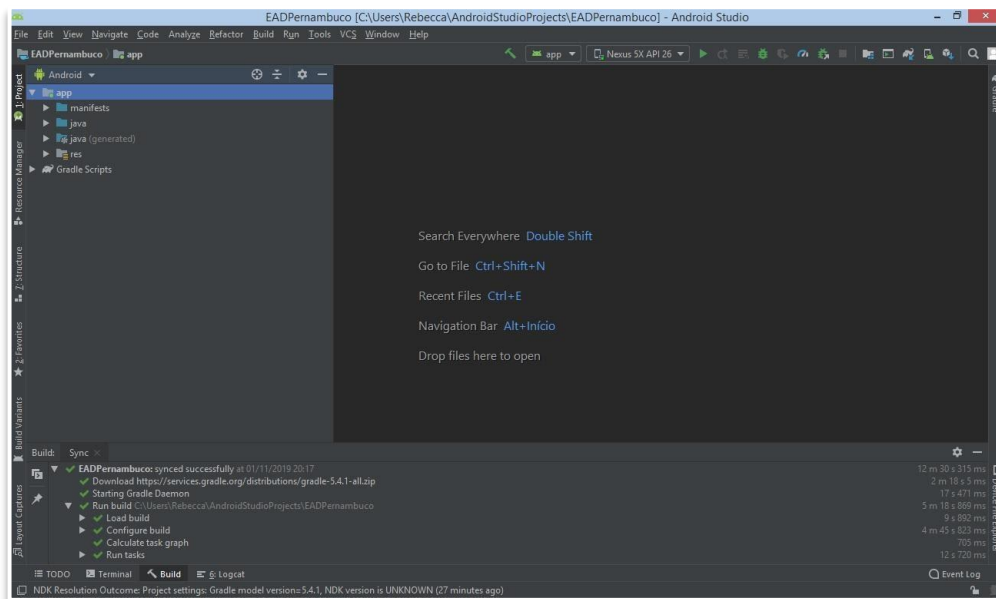 EADPernambuco [C:\Users\Rebecca\AndroidStudioProjects\EADPernambuco] - Android Studio
File Edit View Navigate Code Analyze Refactor Build Run Tools VCS Window Help
EADPernambuco app
app Nexus 5X API 26
1: Project
Resource Manager
Z: Structure
2: Favorites
Build Variants
Layout Captures
Android
app
manifests
java
java (generated)
res
Gradle Scripts
Search Everywhere Double Shift
Go to File Ctrl+Shift+N
Recent Files Ctrl+E
Navigation Bar Alt+Início
Drop files here to open
Build: Sync
EADPernambuco: synced successfully at 01/11/2019 20:17 12 m 30 s 315 ms
Download https://services.gradle.org/distributions/gradle-5.4.1-all.zip 2 m 18 s 5 ms
Starting Gradle Daemon 17 s 471 ms
Run build C:\Users\Rebecca\AndroidStudioProjects\EADPernambuco 5 m 18 s 869 ms
Load build 9 s 892 ms
Configure build 4 m 45 s 823 ms
Calculate task graph 705 ms
Run tasks 12 s 720 ms
TODO Terminal Build 6: Logcat Event Log
NDK Resolution Outcome: Project settings: Gradle model version=5.4.1, NDK version is UNKNOWN (27 minutes ago)